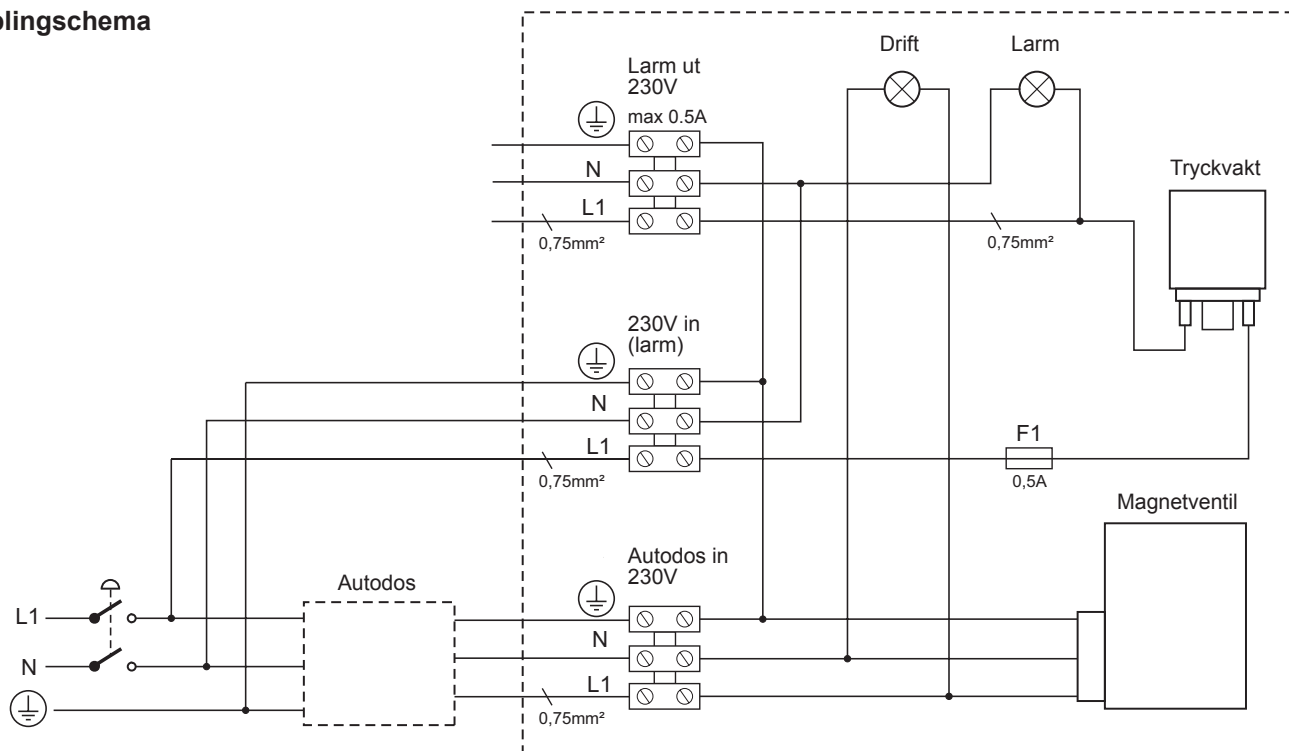 plingschema
Drift
Larm
Larm ut
230V
max 0.5A
N
L1
0,75mm²
0,75mm²
Tryckvakt
230V in
(larm)
N
L1
0,75mm²
F1
0,5A
Magnetventil
Autodos in
230V
N
L1
0,75mm²
Autodos
L1
N